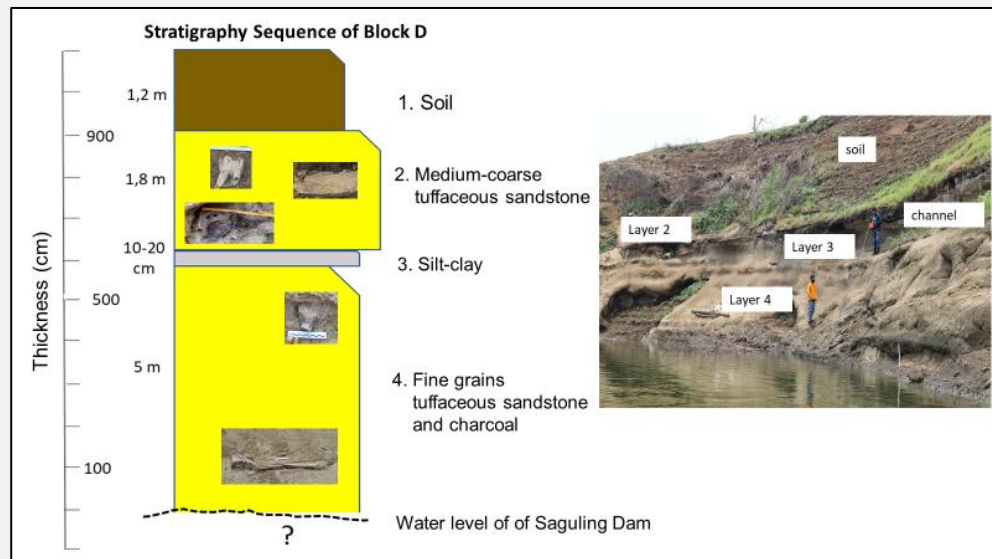 Stratigraphy Sequence of Block D
Thickness (cm)
900
500
100
1,2 m
1. Soil
1,8 m
2. Medium-coarse
tuffaceous sandstone
10-20
cm
3. Silt-clay
5 m
4. Fine grains
tuffaceous sandstone
and charcoal
?
Water level of of Saguling Dam
soil
channel
Layer 2
Layer 3
Layer 4